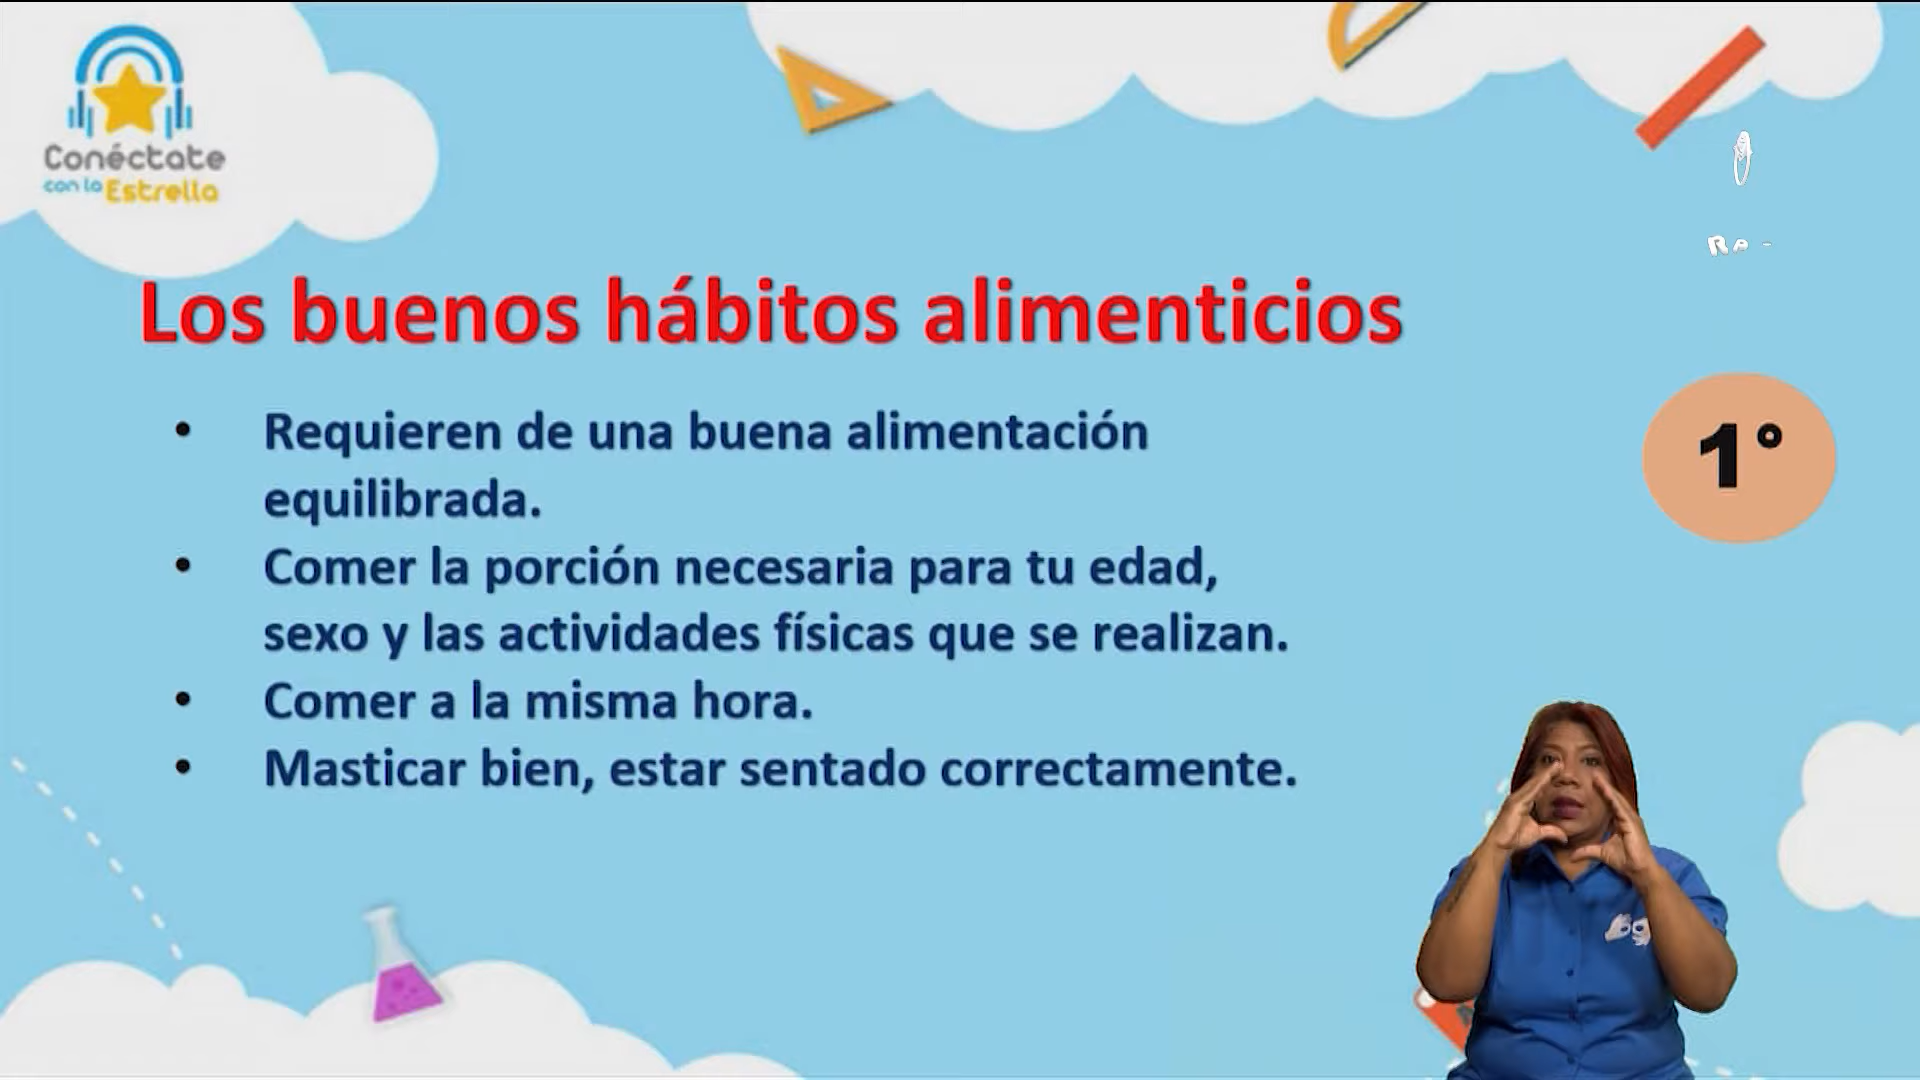 Conéctate
con la Estrella
Los buenos hábitos alimenticios
• Requieren de una buena alimentación
equilibrada.
• Comer la porción necesaria para tu edad,
sexo y las actividades físicas que se realizan.
• Comer a la misma hora.
• Masticar bien, estar sentado correctamente.
1°